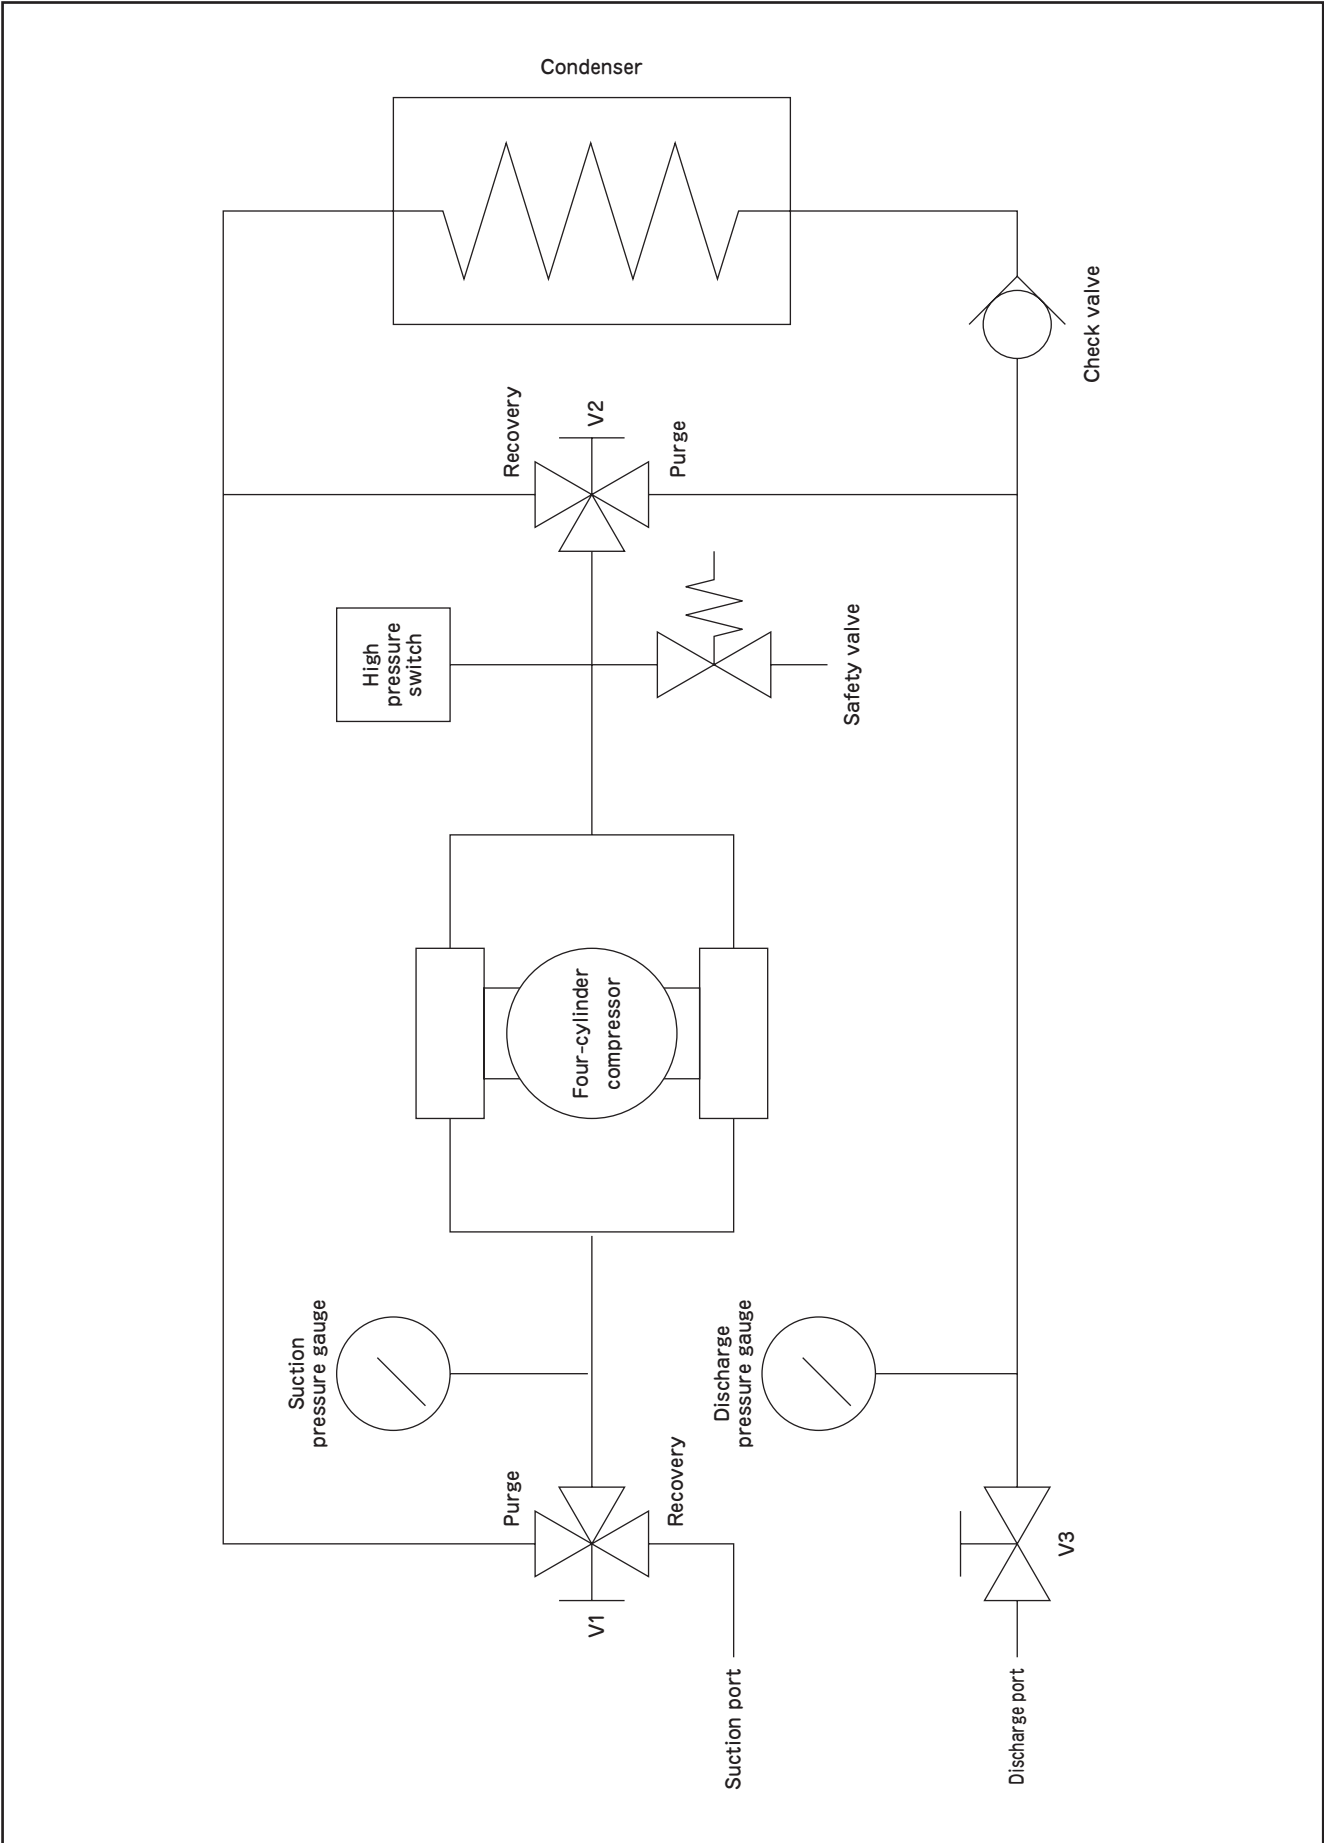 Condenser
Recovery
V2
Purge
Check valve
High
pressure
switch
Safety valve
Four-cylinder
compressor
Suction
pressure gauge
Discharge
pressure gauge
Purge
Recovery
V1
V3
Suction port
Discharge port